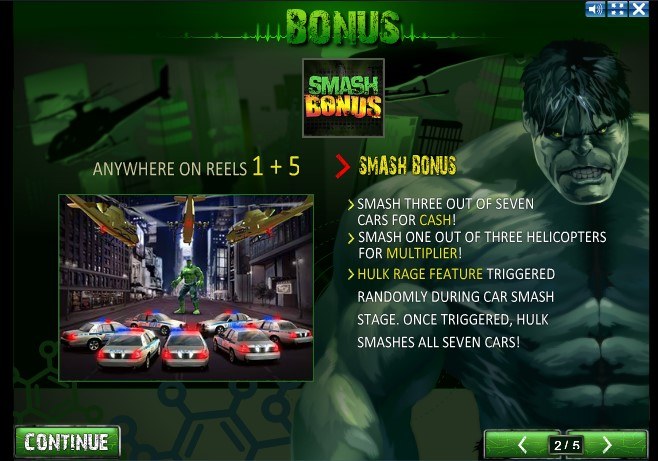 BONUS
SMASH
BONUS
ANYWHERE ON REELS 1 + 5
SMASH BONUS
SMASH THREE OUT OF SEVEN
CARS FOR CASH!
SMASH ONE OUT OF THREE HELICOPTERS
FOR MULTIPLIER!
HULK RAGE FEATURE TRIGGERED
RANDOMLY DURING CAR SMASH
STAGE. ONCE TRIGGERED, HULK
SMASHES ALL SEVEN CARS!
CONTINUE
2 / 5